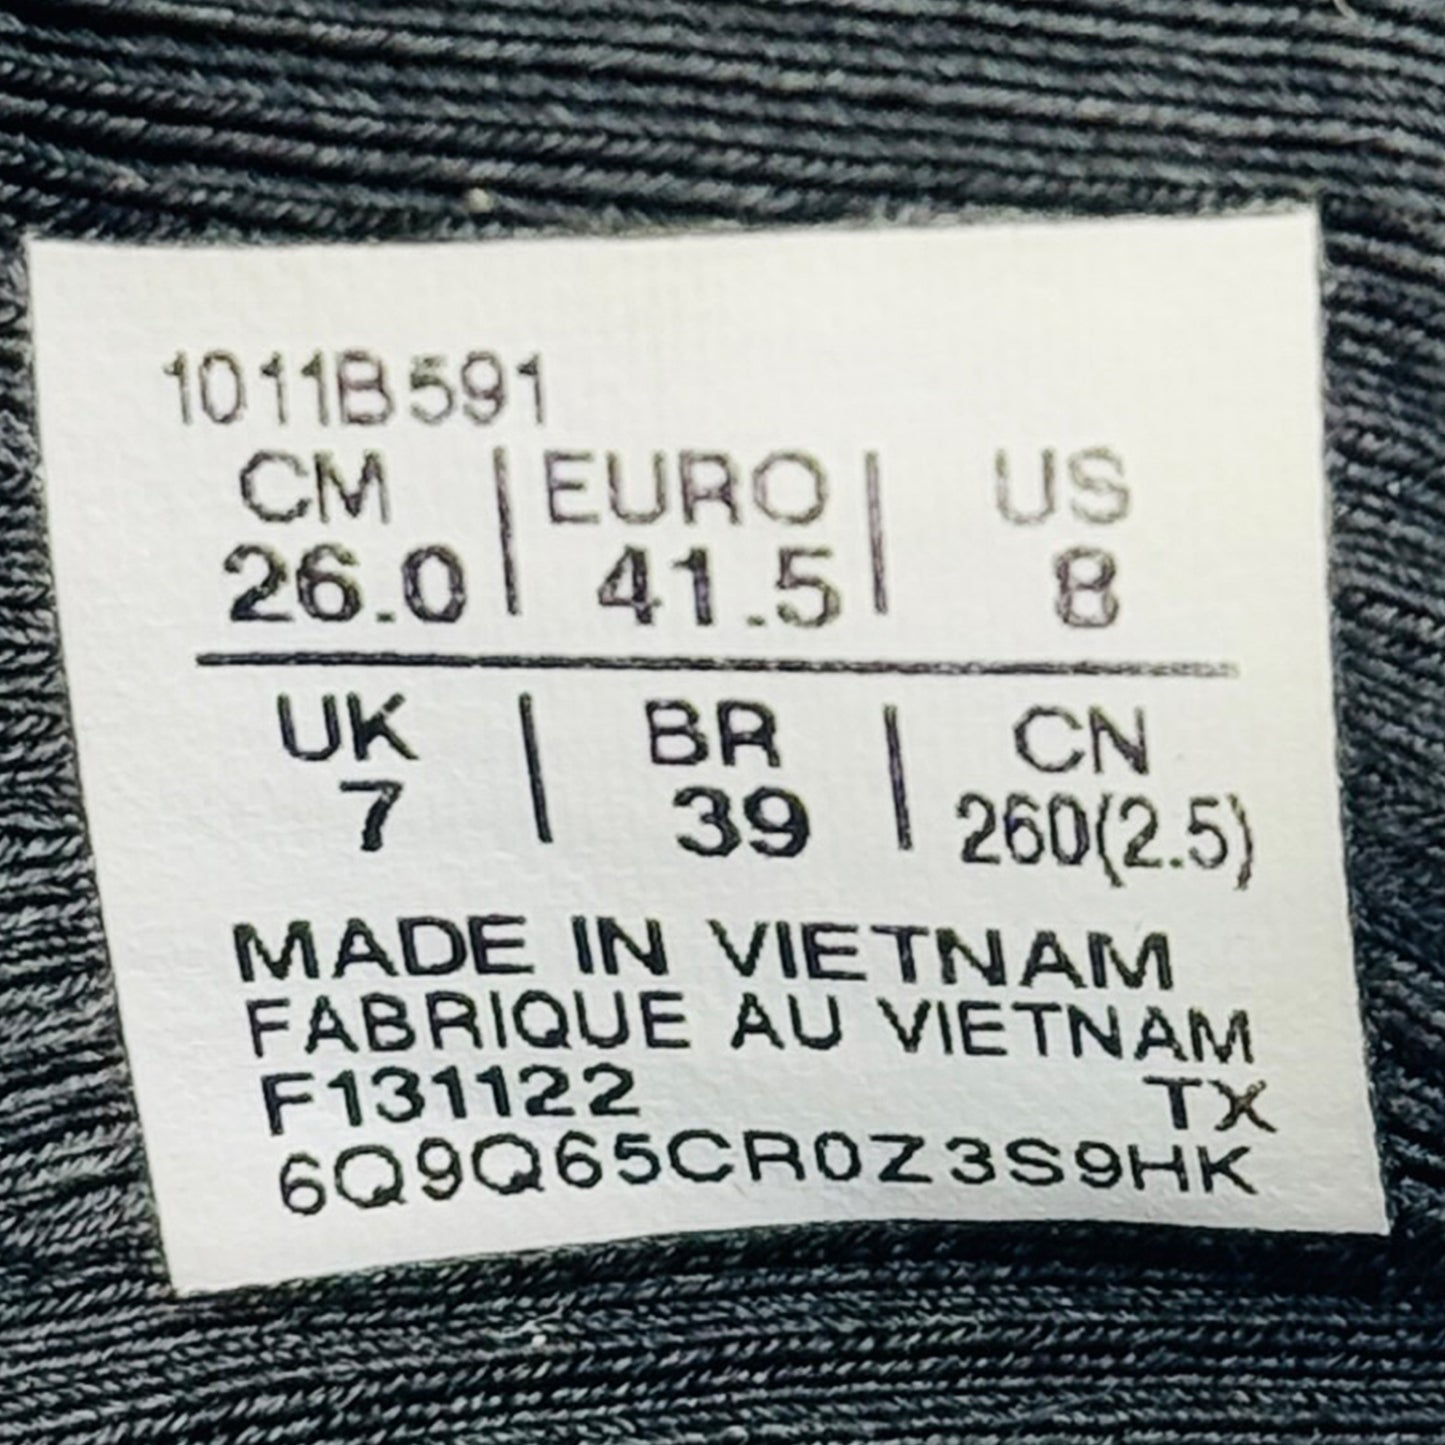 1011B591
CM | EURO | US
26.0 | 41.5 | 8
UK | BR | CN
7 | 39 | 260(2.5)
MADE IN VIETNAM
FABRIQUE AU VIETNAM
F131122 TX
6Q9Q65CR0Z3S9HK